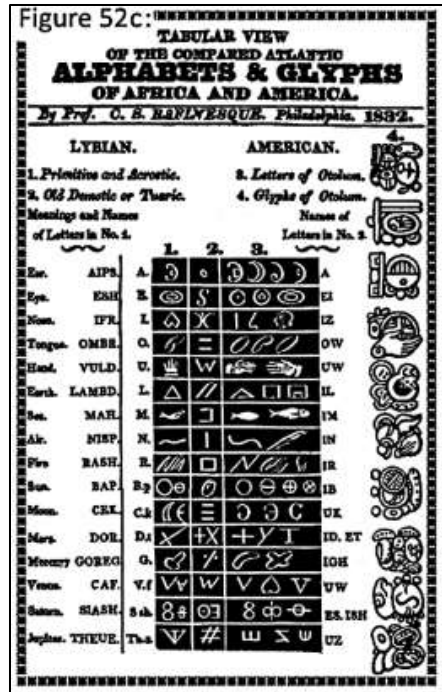 Figure 52c:
TABULAR VIEW
OF THE COMPARED ATLANTIC
ALPHABETS & GLYPHS
OF AFRICA AND AMERICA.
By Prof. C. S. RAFINESQUE. Philadelphia. 1832.
LYBIAN. AMERICAN. 4.
1. Primitive and Acrostic. 3. Letters of Otolum.
2. Old Demotic or Tuaric. 4. Glyphs of Otolum.
Meanings and Names Names of
of Letters in No. 1. Letters in No. 3.
1. 2. 3.
Ear. AIPS. A. A
Eye. ESH E. EI
Nose. IFR. I. IZ
Tongue. OMBR. O. OW
Hand. VULD. U. UW
Earth. LAMBD. L. IL
Sea. MAH. M. IM
Air. NISP. N. IN
Fire RASH. R. IR
Sun. BAP. B.p IB
Moon. CEK. C.k UK
Mars. DOR. D.t ID. ET
Mercury GOREG G. IGH
Venus. CAF. V.f UW
Saturn. SIASH. S sh. ES. ISH
Jupiter. THEUE. Th.z UZ